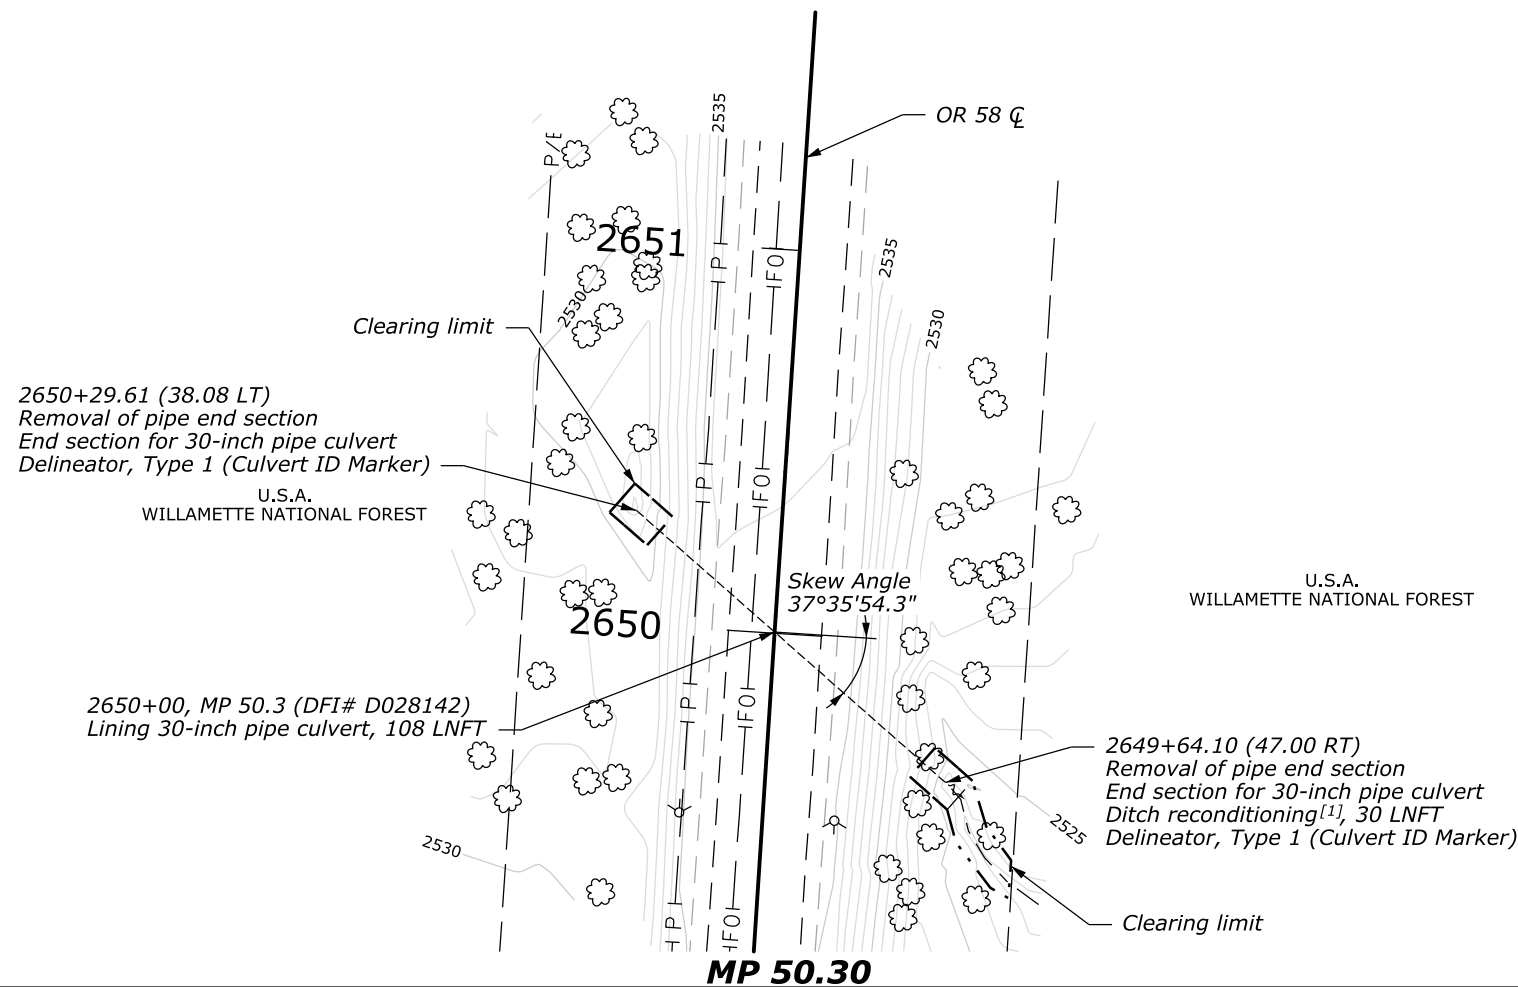 2535
P/E
OR 58 ℄
2651
P
FO
2535
2530
2530
Clearing limit
2650+29.61 (38.08 LT)
Removal of pipe end section
End section for 30-inch pipe culvert
Delineator, Type 1 (Culvert ID Marker)
P
FO
U.S.A.
WILLAMETTE NATIONAL FOREST
Skew Angle
37°35'54.3"
U.S.A.
WILLAMETTE NATIONAL FOREST
2650
P
FO
2650+00, MP 50.3 (DFI# D028142)
Lining 30-inch pipe culvert, 108 LNFT
2649+64.10 (47.00 RT)
Removal of pipe end section
End section for 30-inch pipe culvert
Ditch reconditioning[1], 30 LNFT
Delineator, Type 1 (Culvert ID Marker)
2525
2530
P
FO
Clearing limit
MP 50.30